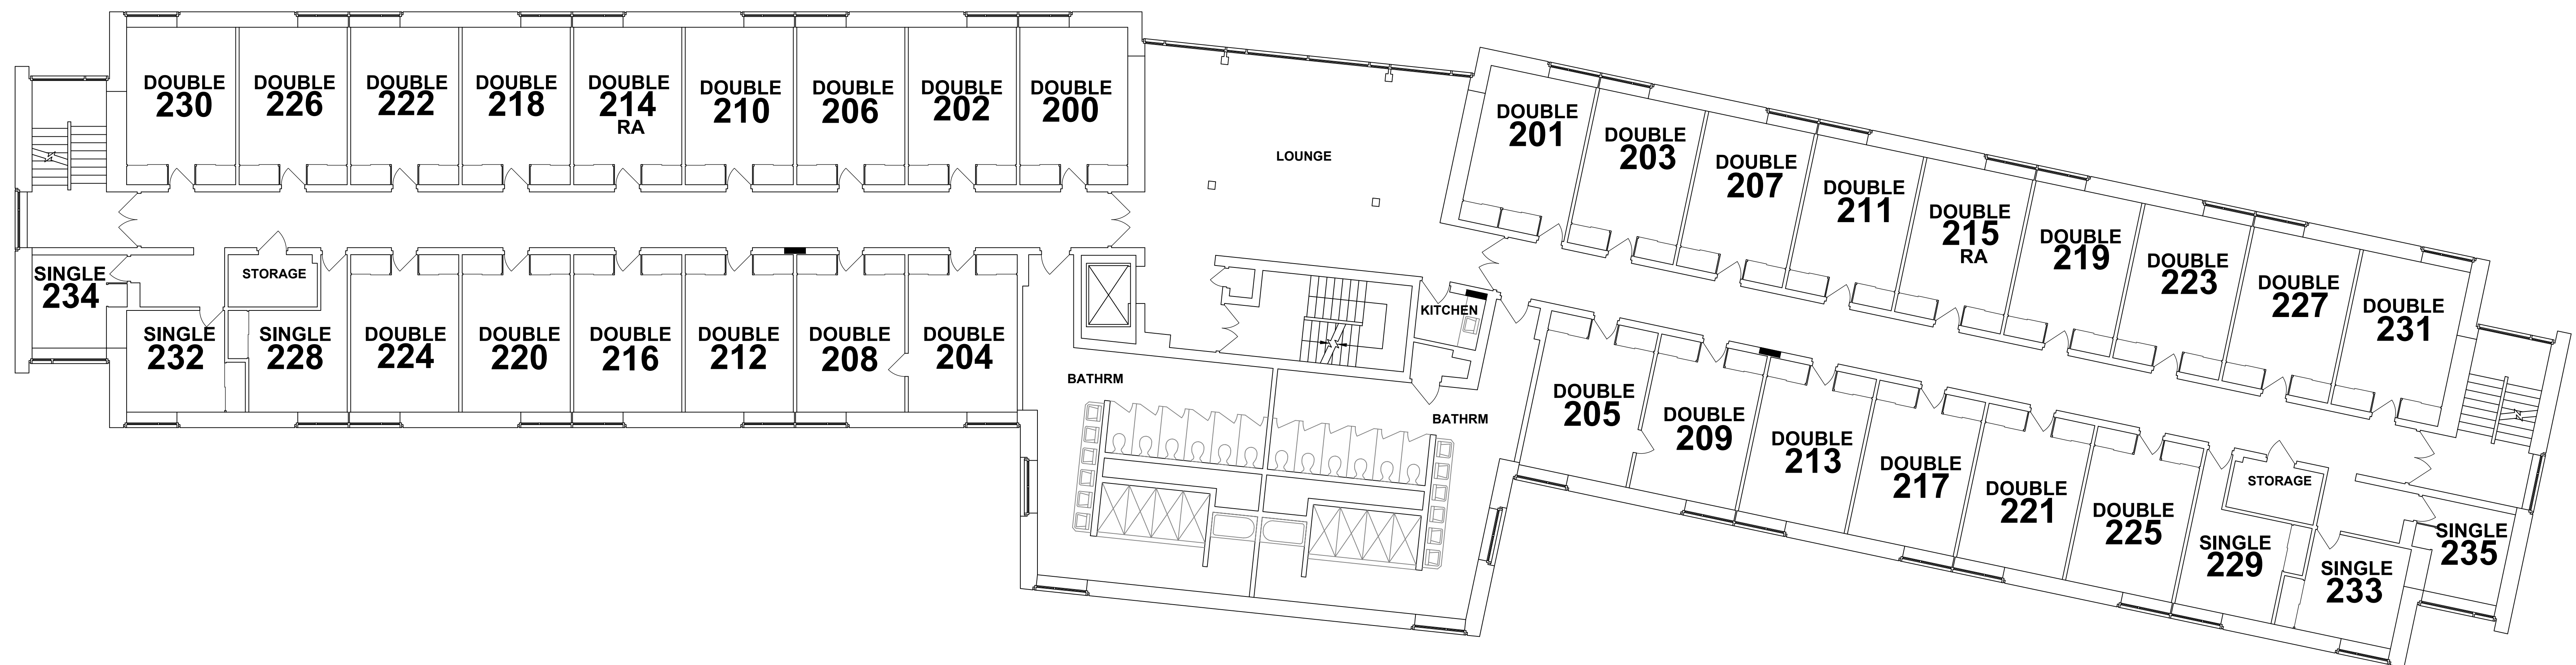 DOUBLE
230
DOUBLE
226
DOUBLE
222
DOUBLE
218
DOUBLE
214
RA
DOUBLE
210
DOUBLE
206
DOUBLE
202
DOUBLE
200
LOUNGE
DOUBLE
201
DOUBLE
203
DOUBLE
207
DOUBLE
211
DOUBLE
215
RA
DOUBLE
219
DOUBLE
223
DOUBLE
227
DOUBLE
231
SINGLE
234
STORAGE
SINGLE
232
SINGLE
228
DOUBLE
224
DOUBLE
220
DOUBLE
216
DOUBLE
212
DOUBLE
208
DOUBLE
204
KITCHEN
BATHRM
BATHRM
DOUBLE
205
DOUBLE
209
DOUBLE
213
DOUBLE
217
DOUBLE
221
DOUBLE
225
SINGLE
229
STORAGE
SINGLE
233
SINGLE
235